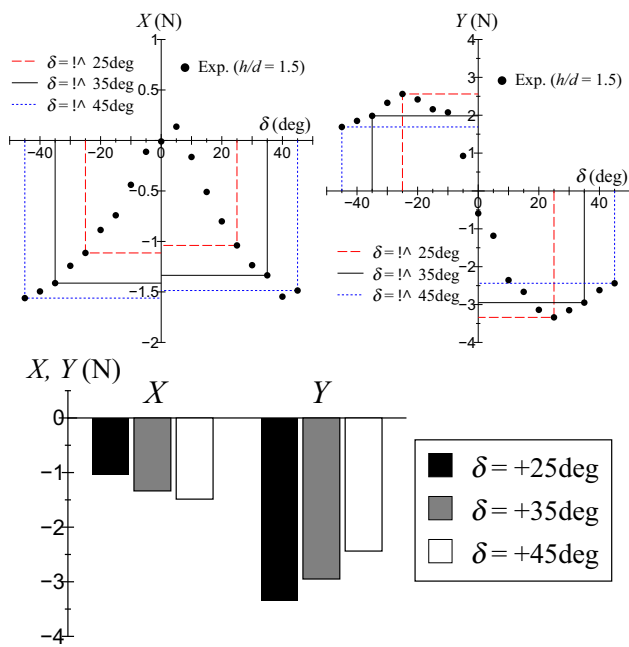 X (N)
δ = !^ 25deg
δ = !^ 35deg
δ = !^ 45deg
Exp. (h/d = 1.5)
δ (deg)
1
0.5
−40 −20 0 20 40
−0.5
−1
−1.5
−2
Y (N)
4
3
2
1
Exp. (h/d = 1.5)
δ (deg)
−40 −20 0 20 40
−1
−2
−3
−4
δ = !^ 25deg
δ = !^ 35deg
δ = !^ 45deg
X, Y (N)
X Y
0
−1
−2
−3
−4
δ = +25deg
δ = +35deg
δ = +45deg